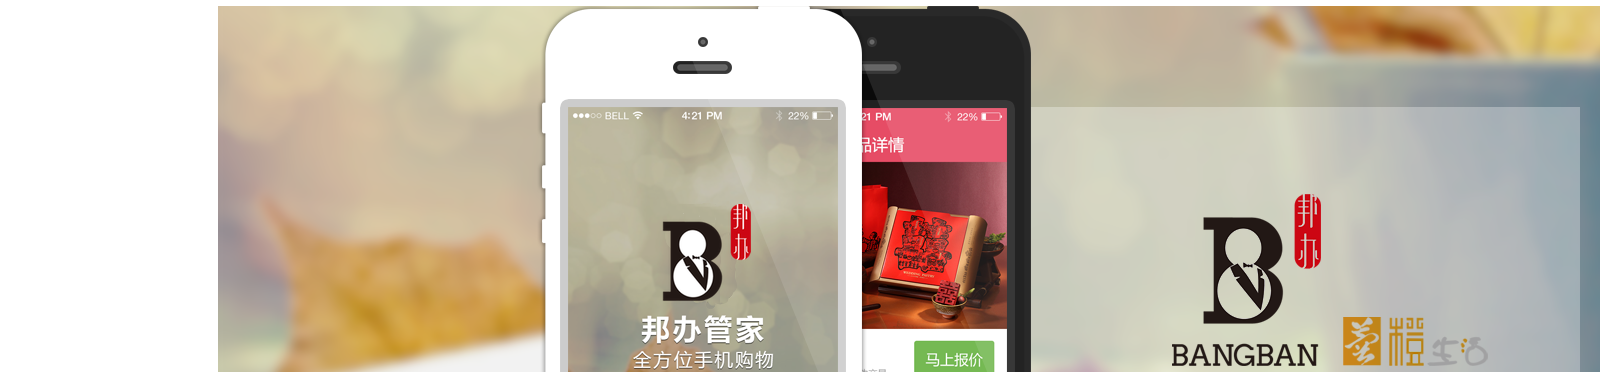 BELL 4:21 PM 22%
邦办
邦办管家
全方位手机购物
21 PM 22%
品详情
马上报价
邦办
BANGBAN
橙生活